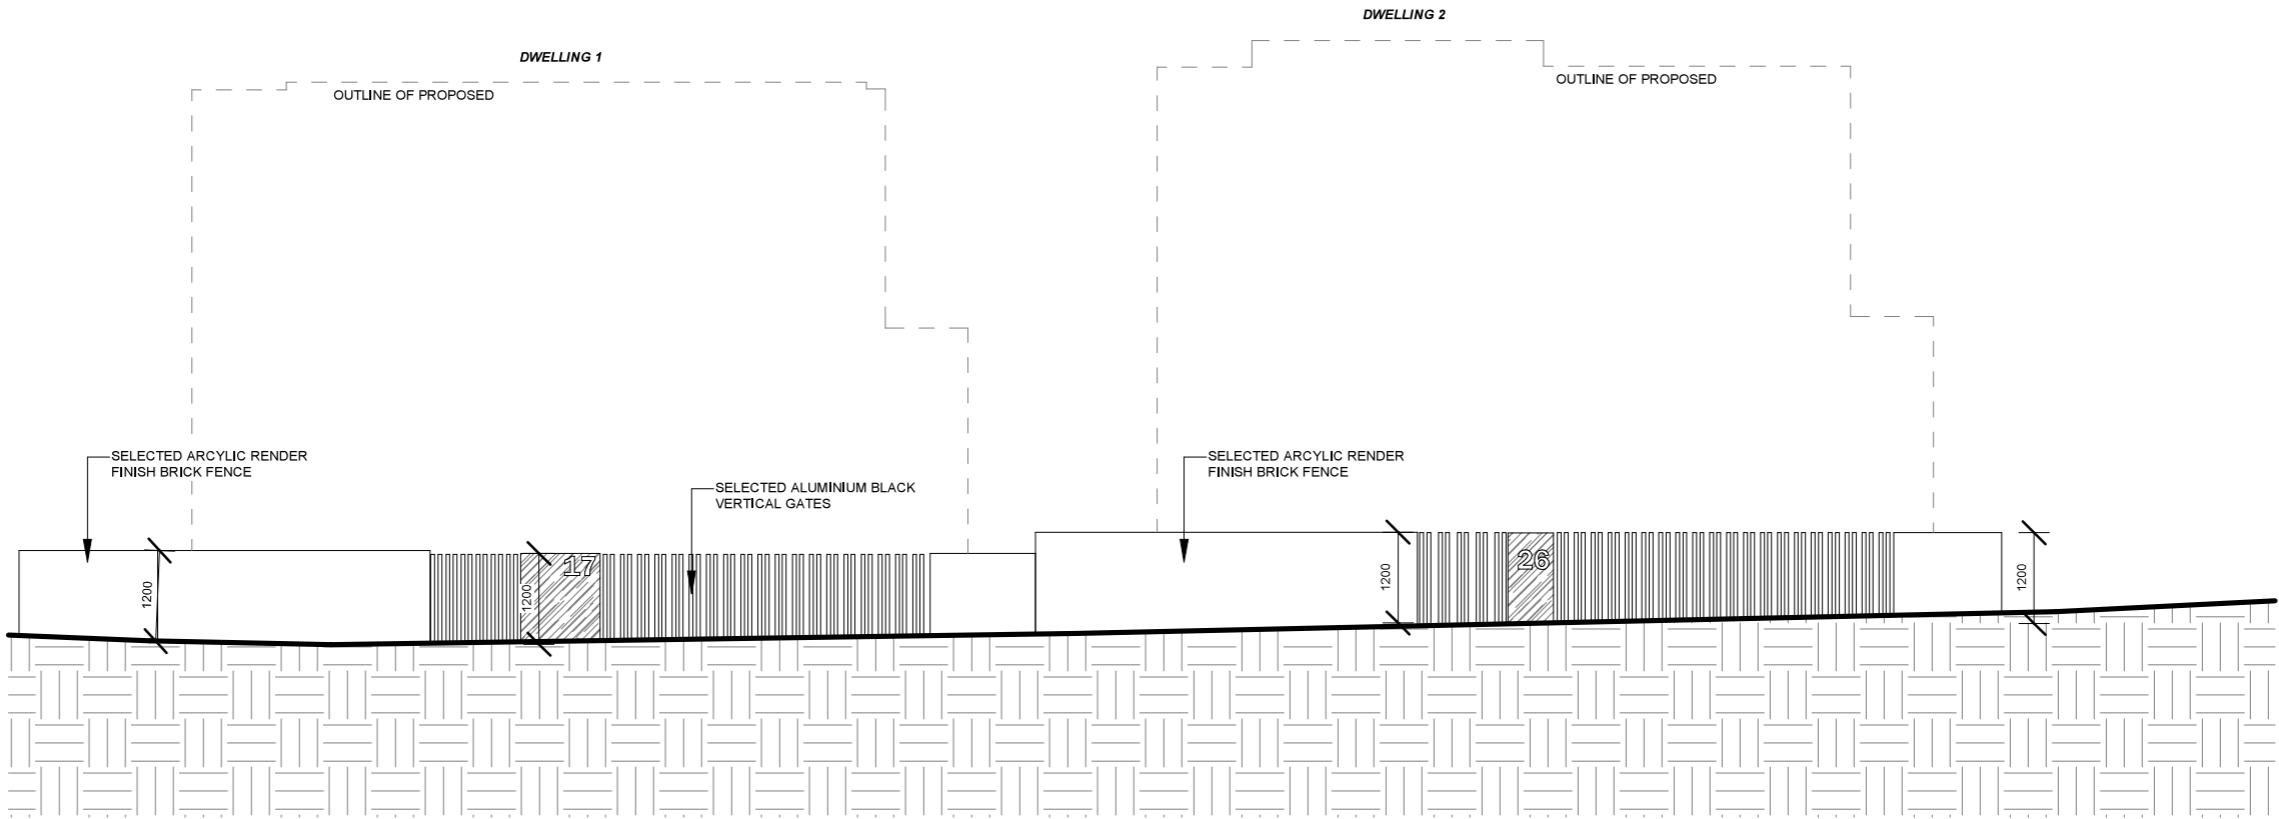 DWELLING 1
DWELLING 2
OUTLINE OF PROPOSED
OUTLINE OF PROPOSED
SELECTED ARCYLIC RENDER
FINISH BRICK FENCE
SELECTED ALUMINIUM BLACK
VERTICAL GATES
SELECTED ARCYLIC RENDER
FINISH BRICK FENCE
1200
1200
17
1200
26
1200